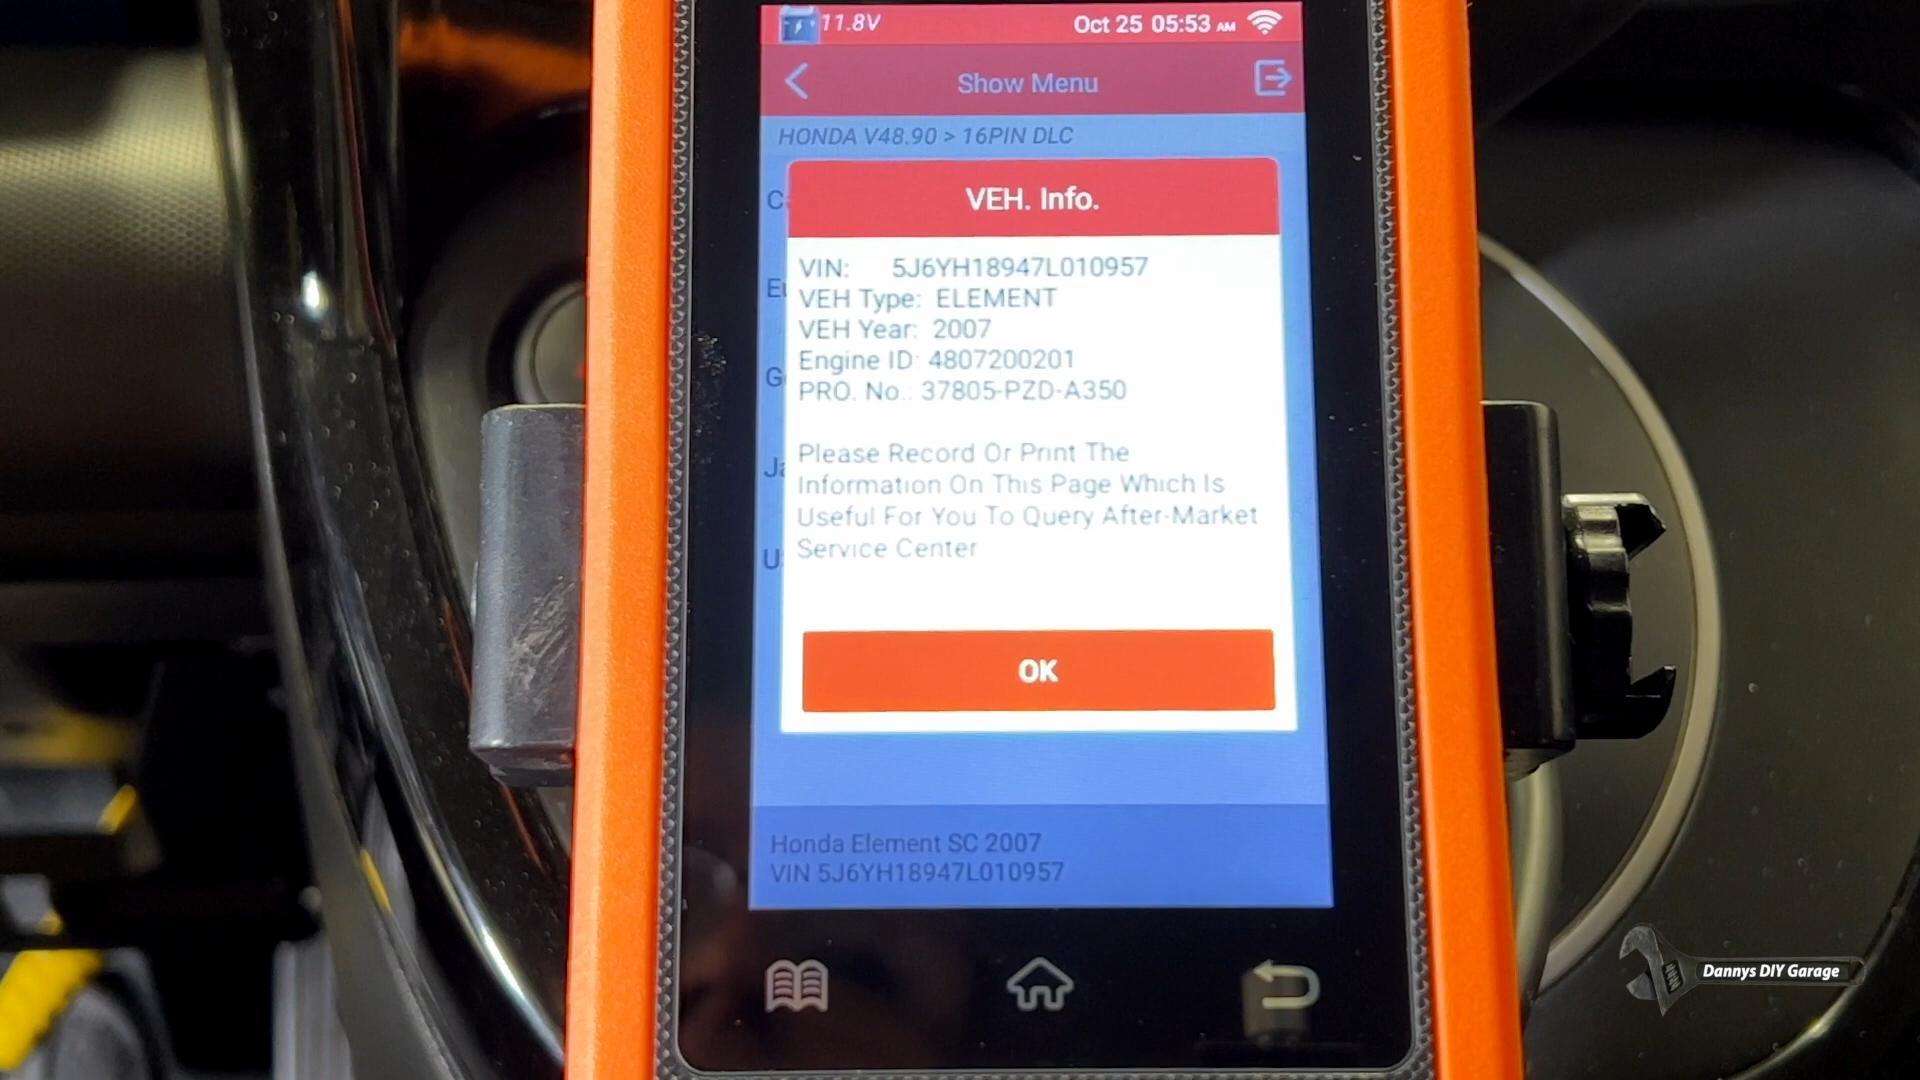 11.8V Oct 25 05:53 AM
Show Menu
HONDA V48.90 > 16PIN DLC
VEH. Info.
VIN: 5J6YH18947L010957
VEH Type: ELEMENT
VEH Year: 2007
Engine ID: 4807200201
PRO. No.: 37805-PZD-A350
Please Record Or Print The
Information On This Page Which Is
Useful For You To Query After-Market
Service Center
OK
Honda Element SC 2007
VIN 5J6YH18947L010957
Dannys DIY Garage